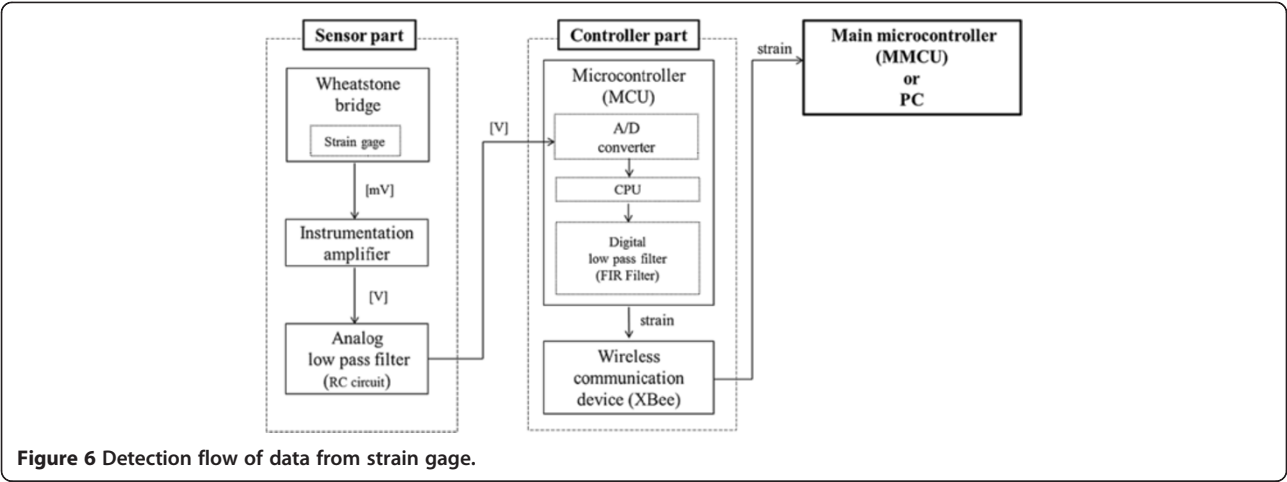 Sensor part
Wheatstone
bridge
Strain gage
[mV]
Instrumentation
amplifier
[V]
Analog
low pass filter
(RC circuit)
[V]
Controller part
Microcontroller
(MCU)
A/D
converter
CPU
Digital
low pass filter
(FIR Filter)
strain
Wireless
communication
device (XBee)
strain
Main microcontroller
(MMCU)
or
PC
Figure 6 Detection flow of data from strain gage.